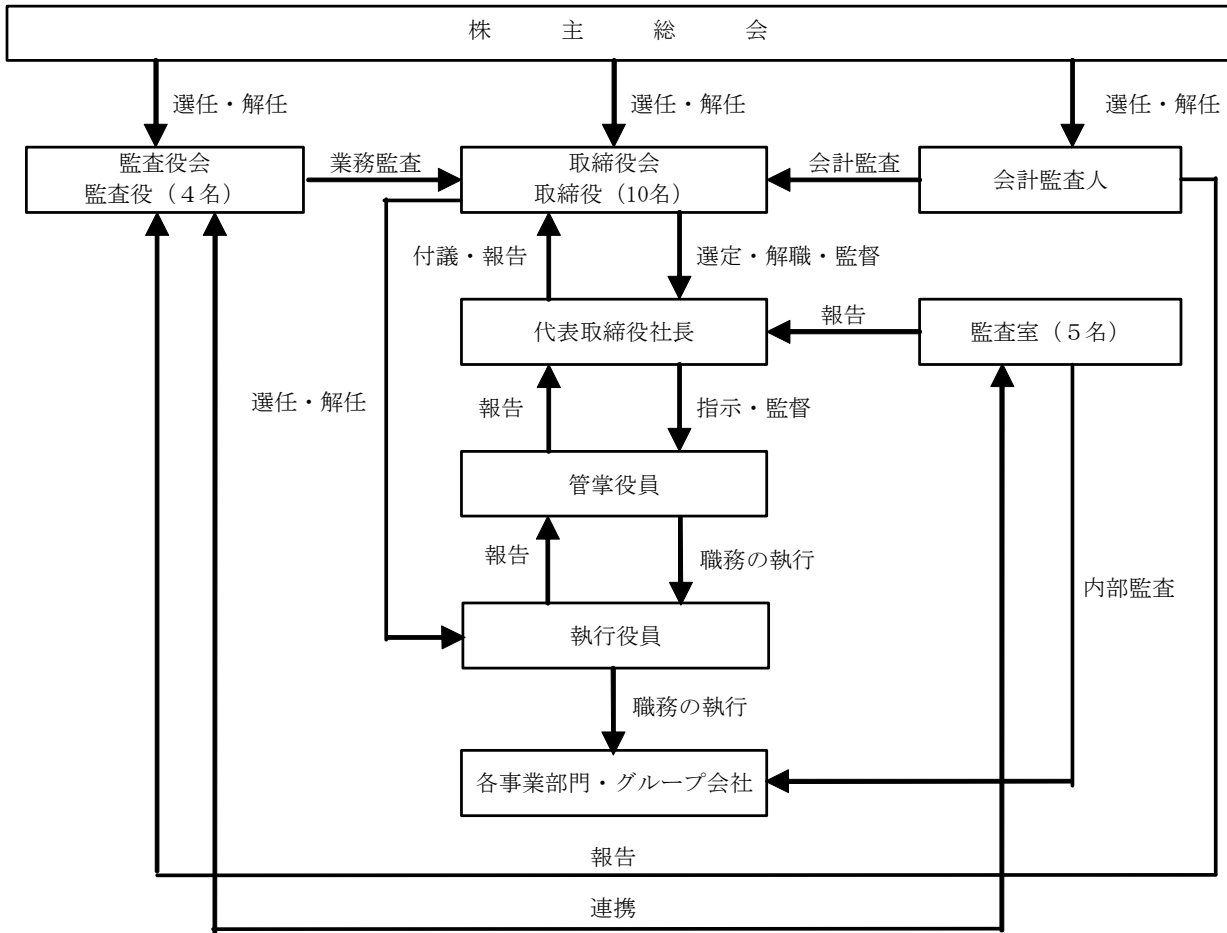 株 主 総 会
選任・解任
選任・解任
選任・解任
監査役会
監査役（４名）
業務監査
取締役会
取締役（10名）
会計監査
会計監査人
付議・報告
選定・解職・監督
代表取締役社長
報告
監査室（５名）
選任・解任
報告
指示・監督
管掌役員
報告
職務の執行
内部監査
執行役員
職務の執行
各事業部門・グループ会社
報告
連携